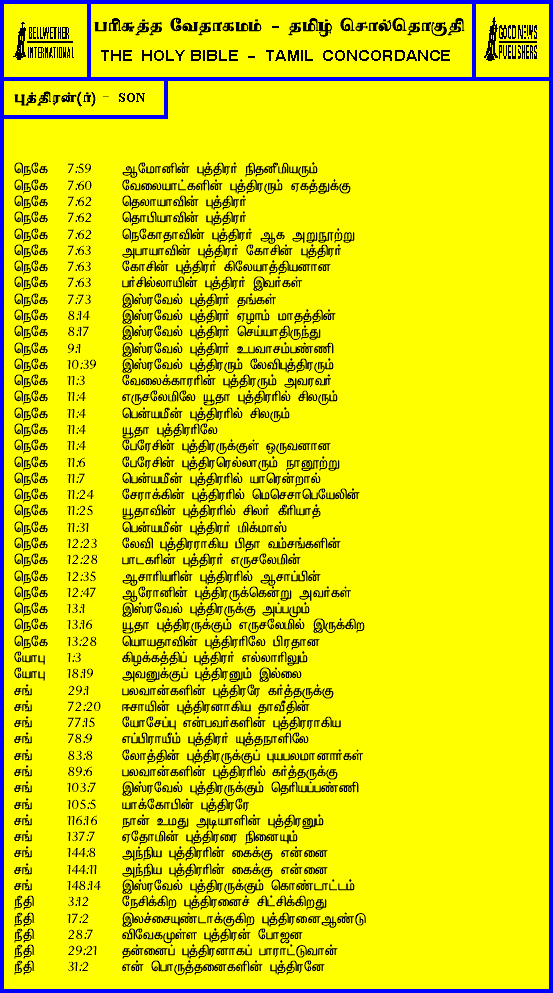 BELLWETHER
INTERNATIONAL
பரிசுத்த வேதாகமம் - தமிழ் சொல்தொகுதி
THE HOLY BIBLE - TAMIL CONCORDANCE
GOOD NEWS
PUBLISHERS
புத்திரன்(ர்) - SON
நெகே 7:59 ஆமோனின் புத்திரர் நிதனீமியரும்
நெகே 7:60 வேலையாட்களின் புத்திரரும் ஏகத்துக்கு
நெகே 7:62 தெலாயாவின் புத்திரர்
நெகே 7:62 தொபியாவின் புத்திரர்
நெகே 7:62 நெகோதாவின் புத்திரர் ஆக அறுநூற்று
நெகே 7:63 அபாயாவின் புத்திரர் கோசின் புத்திரர்
நெகே 7:63 கோசின் புத்திரர் கிலேயாத்தியனான
நெகே 7:63 பர்சில்லாயின் புத்திரர் இவர்கள்
நெகே 7:73 இஸ்ரவேல் புத்திரர் தங்கள்
நெகே 8:14 இஸ்ரவேல் புத்திரர் ஏழாம் மாதத்தின்
நெகே 8:17 இஸ்ரவேல் புத்திரர் செய்யாதிருந்து
நெகே 9:1 இஸ்ரவேல் புத்திரர் உபவாசம்பண்ணி
நெகே 10:39 இஸ்ரவேல் புத்திரரும் லேவிபுத்திரரும்
நெகே 11:3 வேலைக்காரரின் புத்திரரும் அவரவர்
நெகே 11:4 எருசலேமிலே யூதா புத்திரரில் சிலரும்
நெகே 11:4 பென்யமீன் புத்திரரில் சிலரும்
நெகே 11:4 யூதா புத்திரரிலே
நெகே 11:4 பேரேசின் புத்திரருக்குள் ஒருவனான
நெகே 11:6 பேரேசின் புத்திரரெல்லாரும் நானூற்று
நெகே 11:7 பென்யமீன் புத்திரரில் யாரென்றால்
நெகே 11:24 சேராக்கின் புத்திரரில் மெசெசாபெயேலின்
நெகே 11:25 யூதாவின் புத்திரரில் சிலர் கீரியாத்
நெகே 11:31 பென்யமீன் புத்திரர் மிக்மாஸ்
நெகே 12:23 லேவி புத்திரராகிய பிதா வம்சங்களின்
நெகே 12:28 பாடகரின் புத்திரர் எருசலேமின்
நெகே 12:35 ஆசாரியரின் புத்திரரில் ஆசாப்பின்
நெகே 12:47 ஆரோனின் புத்திரருக்கென்று அவர்கள்
நெகே 13:1 இஸ்ரவேல் புத்திரருக்கு அப்பமும்
நெகே 13:16 யூதா புத்திரருக்கும் எருசலேமில் இருக்கிற
நெகே 13:28 யொயதாவின் புத்திரரிலே பிரதான
யோபு 1:3 கிழக்கத்திப் புத்திரர் எல்லாரிலும்
யோபு 18:19 அவனுக்குப் புத்திரனும் இல்லை
சங் 29:1 பலவான்களின் புத்திரரே கர்த்தருக்கு
சங் 72:20 ஈசாயின் புத்திரனாகிய தாவீதின்
சங் 77:15 யோசேப்பு என்பவர்களின் புத்திரராகிய
சங் 78:9 எப்பிராயீம் புத்திரர் யுத்தநாளிலே
சங் 83:8 லோத்தின் புத்திரருக்குப் புயபலமானார்கள்
சங் 89:6 பலவான்களின் புத்திரரில் கர்த்தருக்கு
சங் 103:7 இஸ்ரவேல் புத்திரருக்கும் தெரியப்பண்ணி
சங் 105:5 யாக்கோபின் புத்திரரே
சங் 116:16 நான் உமது அடியாளின் புத்திரனும்
சங் 137:7 ஏதோமின் புத்திரரை நினையும்
சங் 144:8 அந்நிய புத்திரரின் கைக்கு என்னை
சங் 144:11 அந்நிய புத்திரரின் கைக்கு என்னை
சங் 148:14 இஸ்ரவேல் புத்திரருக்கும் கொண்டாட்டம்
நீதி 3:12 நேசிக்கிற புத்திரனைச் சிட்சிக்கிறது
நீதி 17:2 இலச்சையுண்டாக்குகிற புத்திரனைஆண்டு
நீதி 28:7 விவேகமுள்ள புத்திரன் போஜன
நீதி 29:21 தன்னைப் புத்திரனாகப் பாராட்டுவான்
நீதி 31:2 என் பொருத்தனைகளின் புத்திரனே